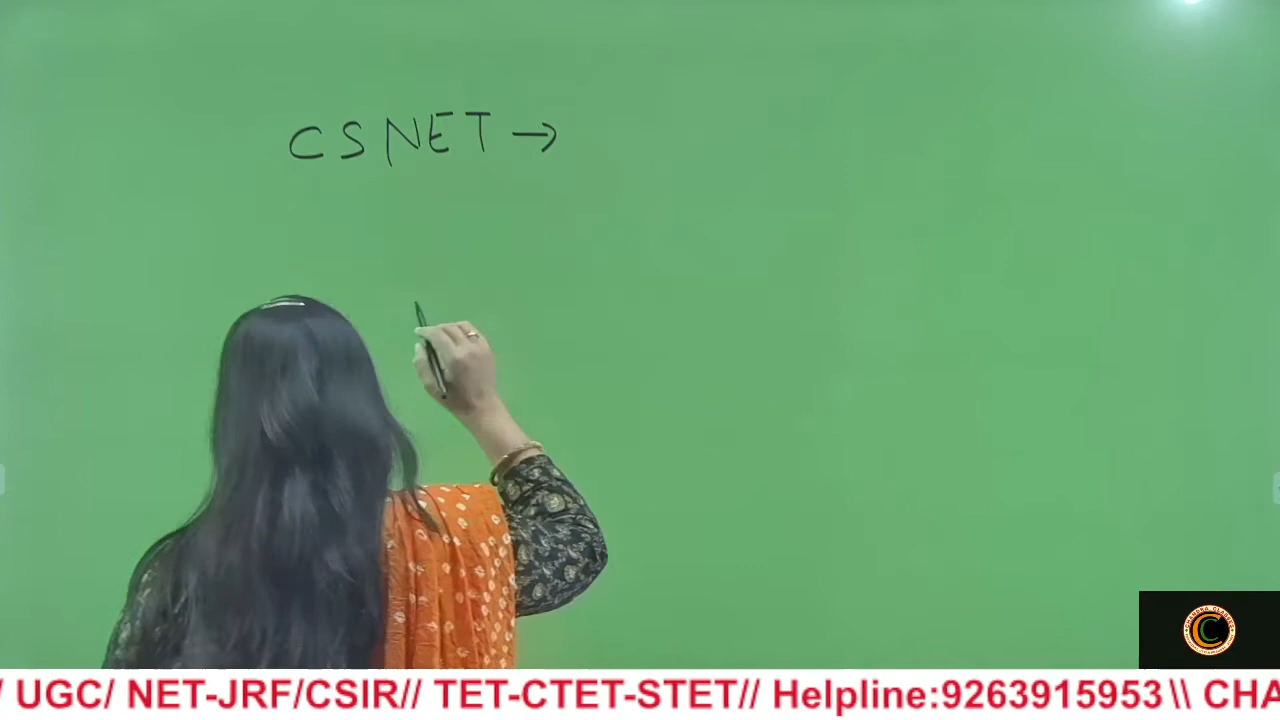 CSNET →
/ UGC/ NET-JRF/CSIR// TET-CTET-STET// Helpline:9263915953 \\ CHA